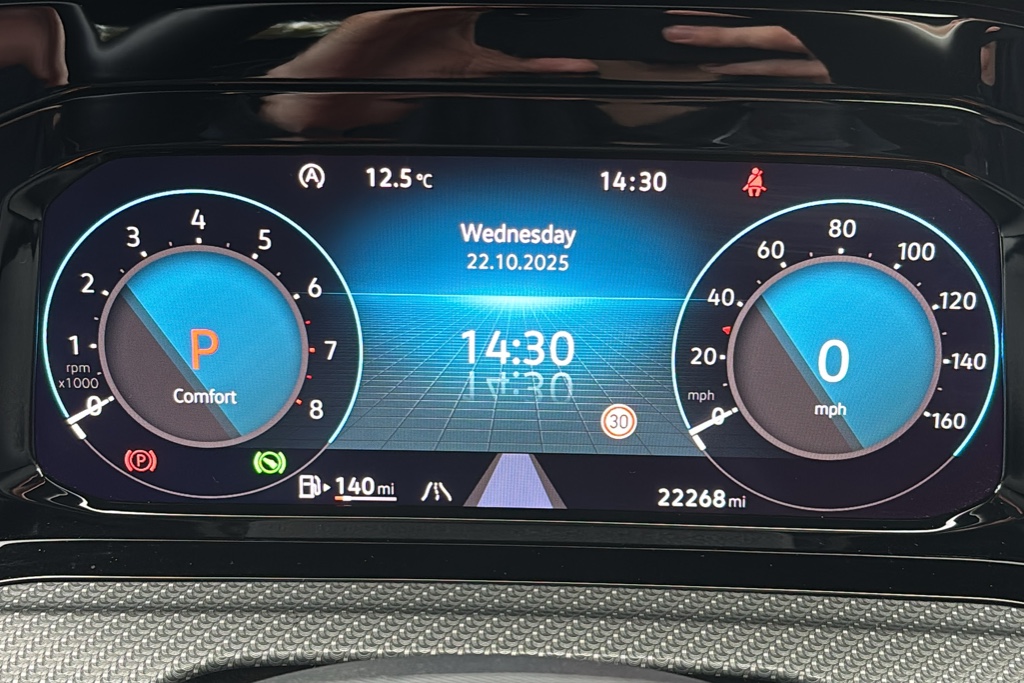 A 12.5°C 14:30
Wednesday
22.10.2025
14:30
0 1 2 3 4 5 6 7 8
rpm
x1000
P
Comfort
0 20 40 60 80 100 120 140 160
mph
0
mph
30
P
140 mi
22268 mi